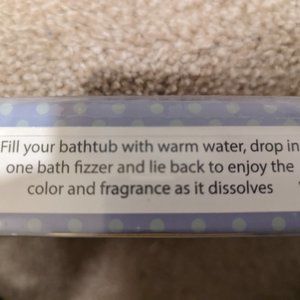 Fill your bathtub with warm water, drop in
one bath fizzer and lie back to enjoy the
color and fragrance as it dissolves